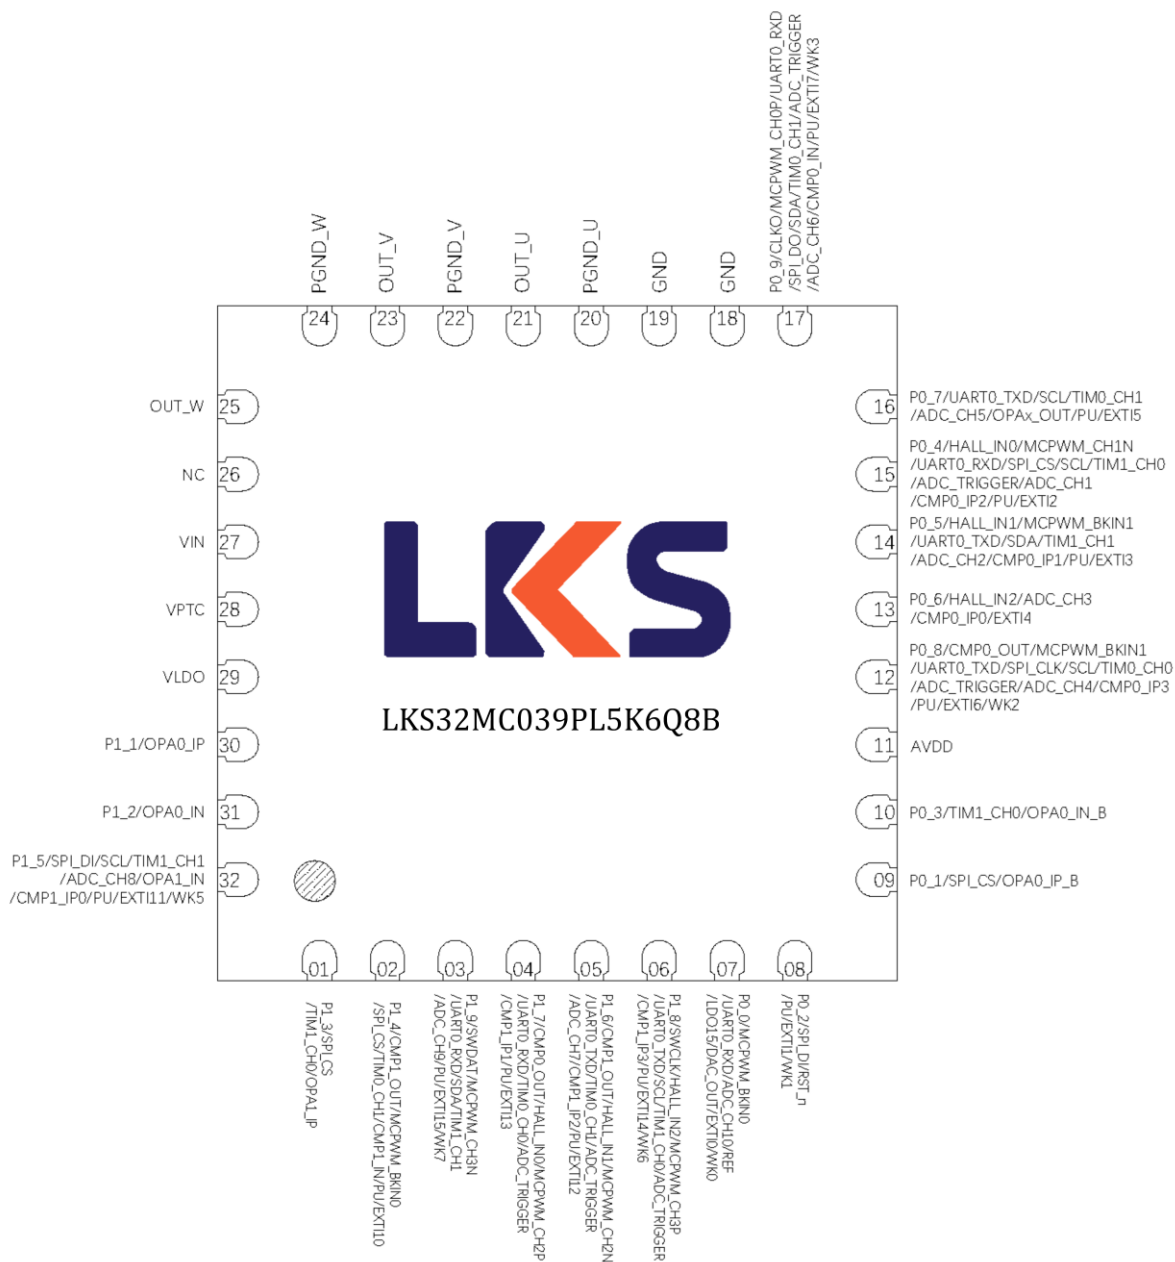 P0_9/CLKO/MCPWM_CH0P/UART0_RXD
/SPI_DO/SDA/TIM0_CH1/ADC_TRIGGER
/ADC_CH6/CMP0_IN/PU/EXTI7/WK3
PGND_W
OUT_V
PGND_V
OUT_U
PGND_U
GND
GND
24
23
22
21
20
19
18
17
OUT_W
25
NC
26
VIN
27
VPTC
28
VLDO
29
P1_1/OPA0_IP
30
P1_2/OPA0_IN
31
P1_5/SPI_DI/SCL/TIM1_CH1
/ADC_CH8/OPA1_IN
/CMP1_IP0/PU/EXTI11/WK5
32
LKS
LKS32MC039PL5K6Q8B
16
P0_7/UART0_TXD/SCL/TIM0_CH1
/ADC_CH5/OPAx_OUT/PU/EXTI5
15
P0_4/HALL_IN0/MCPWM_CH1N
/UART0_RXD/SPI_CS/SCL/TIM1_CH0
/ADC_TRIGGER/ADC_CH1
/CMP0_IP2/PU/EXTI2
14
P0_5/HALL_IN1/MCPWM_BKIN1
/UART0_TXD/SDA/TIM1_CH1
/ADC_CH2/CMP0_IP1/PU/EXTI3
13
P0_6/HALL_IN2/ADC_CH3
/CMP0_IP0/EXTI4
12
P0_8/CMP0_OUT/MCPWM_BKIN1
/UART0_TXD/SPI_CLK/SCL/TIM0_CH0
/ADC_TRIGGER/ADC_CH4/CMP0_IP3
/PU/EXTI6/WK2
11
AVDD
10
P0_3/TIM1_CH0/OPA0_IN_B
09
P0_1/SPI_CS/OPA0_IP_B
01
02
03
04
05
06
07
08
P1_3/SPI_CS
/TIM1_CH0/OPA1_IP
P1_4/CMP1_OUT/MCPWM_BKIN0
/SPI_CS/TIM0_CH1/CMP1_IN/PU/EXTI10
P1_9/SWDAT/MCPWM_CH3N
/UART0_RXD/SDA/TIM1_CH1
/ADC_CH9/PU/EXTI15/WK7
P1_7/CMP0_OUT/HALL_IN0/MCPWM_CH2P
/UART0_RXD/TIM0_CH0/ADC_TRIGGER
/CMP1_IP1/PU/EXTI13
P1_6/CMP1_OUT/HALL_IN1/MCPWM_CH2N
/UART0_TXD/TIM0_CH1/ADC_TRIGGER
/ADC_CH7/CMP1_IP2/PU/EXTI12
P1_8/SWCLK/HALL_IN2/MCPWM_CH3P
/UART0_TXD/SCL/TIM1_CH0/ADC_TRIGGER
/CMP1_IP3/PU/EXTI14/WK6
P0_0/MCPWM_BKIN0
/UART0_RXD/ADC_CH10/REF
/LDO15/DAC_OUT/EXTI0/WK0
P0_2/SPI_DI/RST_n
/PU/EXTI1/WK1